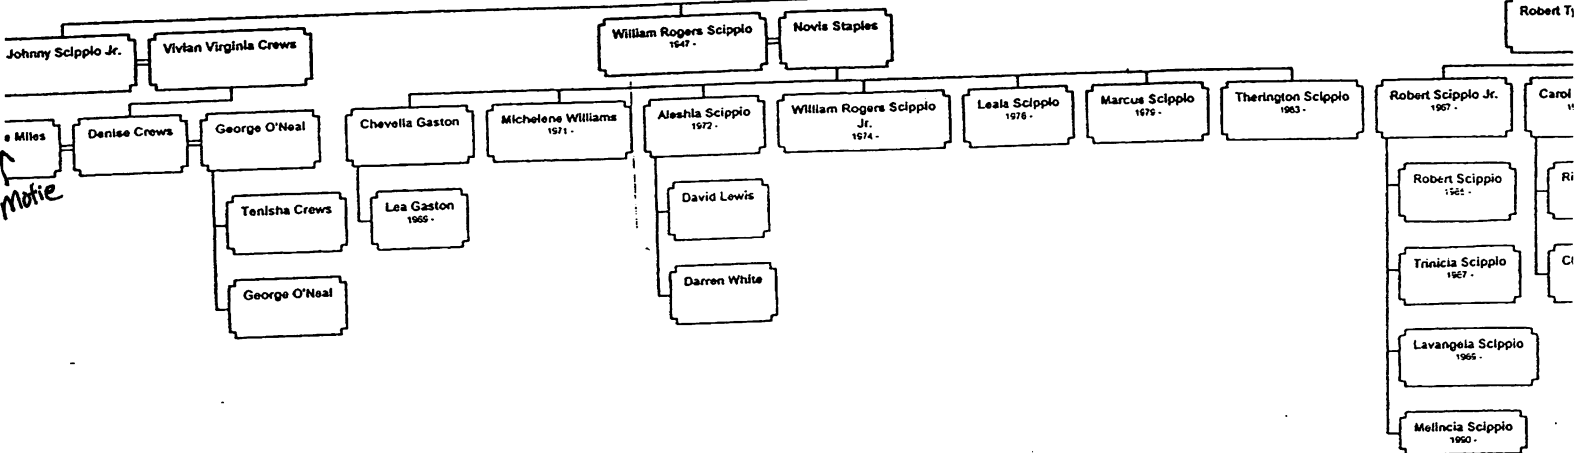 Robert
Johnny Scippio Jr.
Vivian Virginia Crews
William Rogers Scippio
1947 -
Novis Staples
Miles
Denise Crews
George O'Neal
Chevella Gaston
Michelene Williams
1971 -
Aleshia Scippio
1972 -
William Rogers Scippio
Jr.
1974 -
Leala Scippio
1976 -
Marcus Scippio
1979 -
Therington Scippio
1983 -
Robert Scippio Jr.
1967 -
Carol
Motie
Tenisha Crews
Lea Gaston
1989 -
David Lewis
Robert Scippio
George O'Neal
Darren White
Trinicia Scippio
1987 -
Lavangela Scippio
Melincia Scippio
1990 -